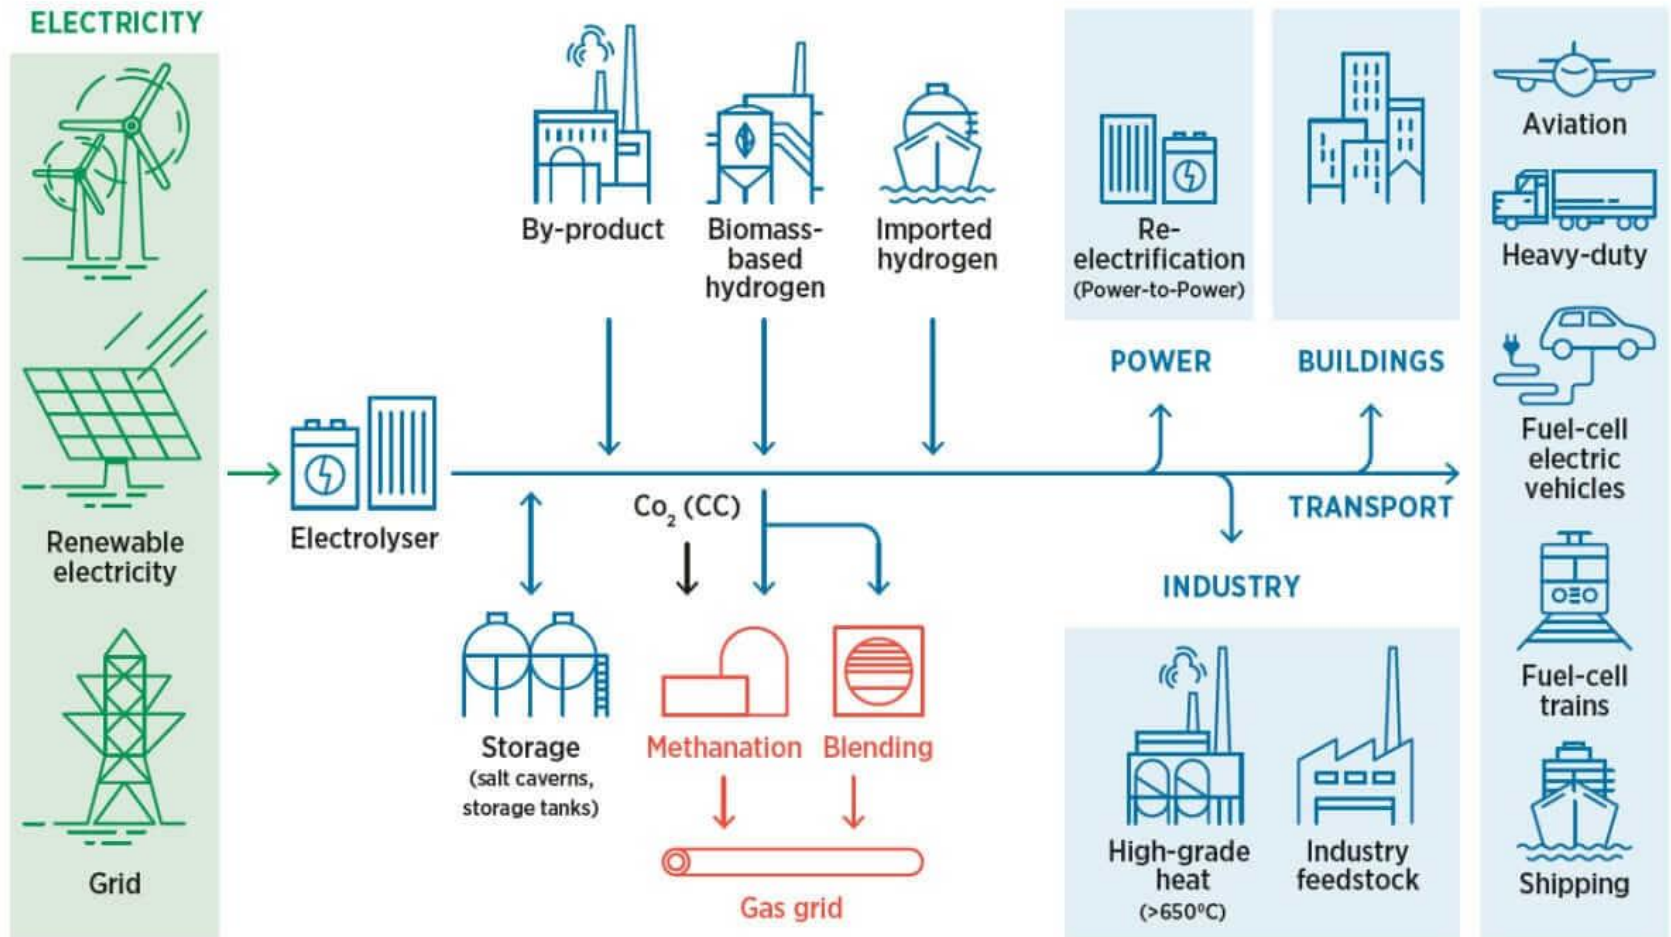 ELECTRICITY
Renewable
electricity
Grid
Electrolyser
By-product
Biomass-
based
hydrogen
Imported
hydrogen
Storage
(salt caverns,
storage tanks)
Co₂ (CC)
Methanation
Blending
Gas grid
Re-
electrification
(Power-to-Power)
POWER
BUILDINGS
TRANSPORT
INDUSTRY
High-grade
heat
(>650ºC)
Industry
feedstock
Aviation
Heavy-duty
Fuel-cell
electric
vehicles
Fuel-cell
trains
Shipping